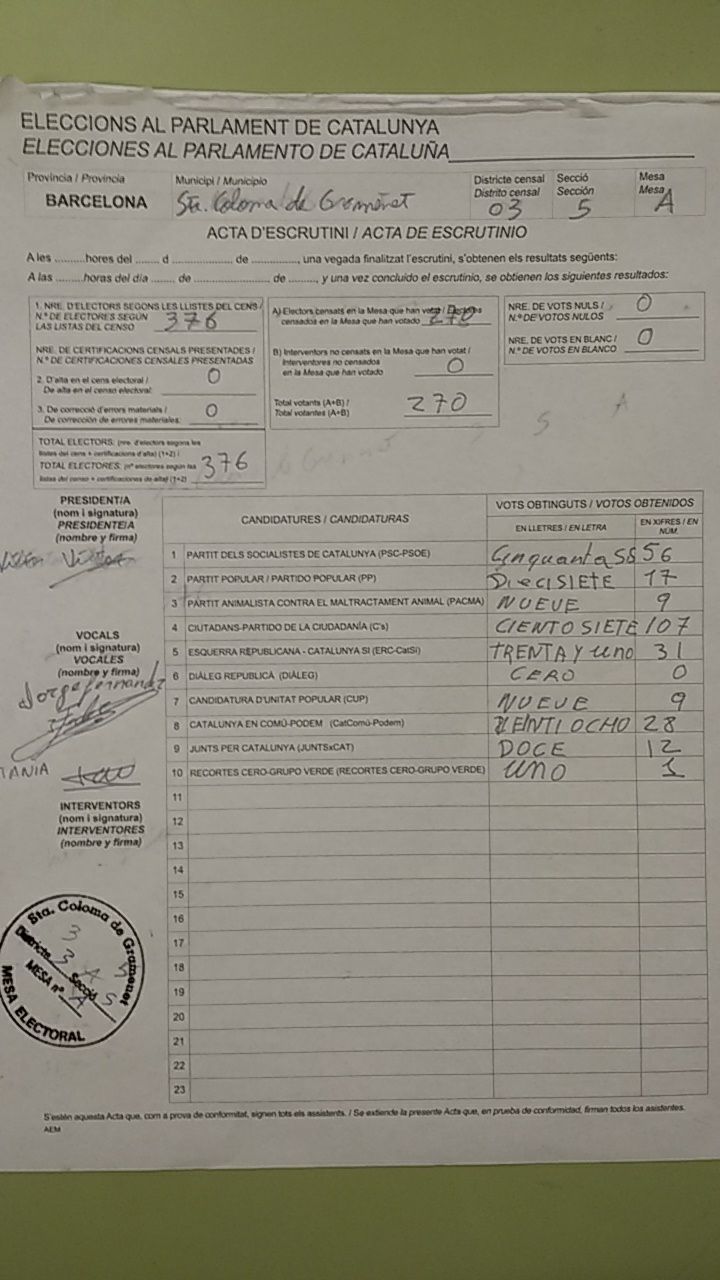 ELECCIONS AL PARLAMENT DE CATALUNYA
ELECCIONES AL PARLAMENTO DE CATALUÑA
Província / Provincia
BARCELONA
Municipi / Municipio
Sta. Coloma de Gramenet
Districte censal
Distrito censal
03
Secció
Sección
5
Mesa
Mesa
A
ACTA D'ESCRUTINI / ACTA DE ESCRUTINIO
A les ..........hores del ...... d .................. de ................, una vegada finalitzat l'escrutini, s'obtenen els resultats següents:
A las .........horas del día ....... de ...................... de ........., y una vez concluido el escrutinio, se obtienen los siguientes resultados:
1. NRE. D'ELECTORS SEGONS LES LLISTES DEL CENS /
N.º DE ELECTORES SEGÚN
LAS LISTAS DEL CENSO
376
NRE. DE CERTIFICACIONS CENSALS PRESENTADES /
N.º DE CERTIFICACIONES CENSALES PRESENTADAS
2. D'alta en el cens electoral /
De alta en el censo electoral:
0
3. De correcció d'errors materials /
De corrección de errores materiales:
0
TOTAL ELECTORS: (nre. d'electors segons les
llistes del cens + certificacions d'alta) (1+2) /
TOTAL ELECTORES: (nº electores según las
listas del censo + certificaciones de alta) (1+2)
376
A) Electors censats en la Mesa que han votat / Electores
censados en la Mesa que han votado
270
B) Interventors no censats en la Mesa que han votat /
Interventores no censados
en la Mesa que han votado
0
Total votants (A+B) /
Total votantes (A+B)
270
NRE. DE VOTS NULS /
N.º DE VOTOS NULOS
0
NRE. DE VOTS EN BLANC /
N.º DE VOTOS EN BLANCO
0
S A
PRESIDENT/A
(nom i signatura)
PRESIDENTE/A
(nombre y firma)
VOCALS
(nom i signatura)
VOCALES
(nombre y firma)
Jorge Fernandez
TANIA
INTERVENTORS
(nom i signatura)
INTERVENTORES
(nombre y firma)
CANDIDATURES / CANDIDATURAS
VOTS OBTINGUTS / VOTOS OBTENIDOS
EN LLETRES / EN LETRA
EN XIFRES / EN NÚM.
1 PARTIT DELS SOCIALISTES DE CATALUNYA (PSC-PSOE) 56
2 PARTIT POPULAR / PARTIDO POPULAR (PP) DIECISIETE 17
3 PARTIT ANIMALISTA CONTRA EL MALTRACTAMENT ANIMAL (PACMA) NUEVE 9
4 CIUTADANS-PARTIDO DE LA CIUDADANÍA (C's) CIENTO SIETE 107
5 ESQUERRA REPUBLICANA - CATALUNYA SÍ (ERC-CatSí) TRENTA Y UNO 31
6 DIÀLEG REPUBLICÀ (DIÀLEG) CERO 0
7 CANDIDATURA D'UNITAT POPULAR (CUP) NUEVE 9
8 CATALUNYA EN COMÚ-PODEM (CatComú-Podem) VEINTIOCHO 28
9 JUNTS PER CATALUNYA (JUNTSxCAT) DOCE 12
10 RECORTES CERO-GRUPO VERDE (RECORTES CERO-GRUPO VERDE) UNO 1
11
12
13
14
15
16
17
18
19
20
21
22
23
Sta. Coloma de Gramenet
Districte 3 Secció 5
MESA nº A
MESA ELECTORAL
S'estén aquesta Acta que, com a prova de conformitat, signen tots els assistents. / Se extiende la presente Acta que, en prueba de conformidad, firman todos los asistentes.
AEM